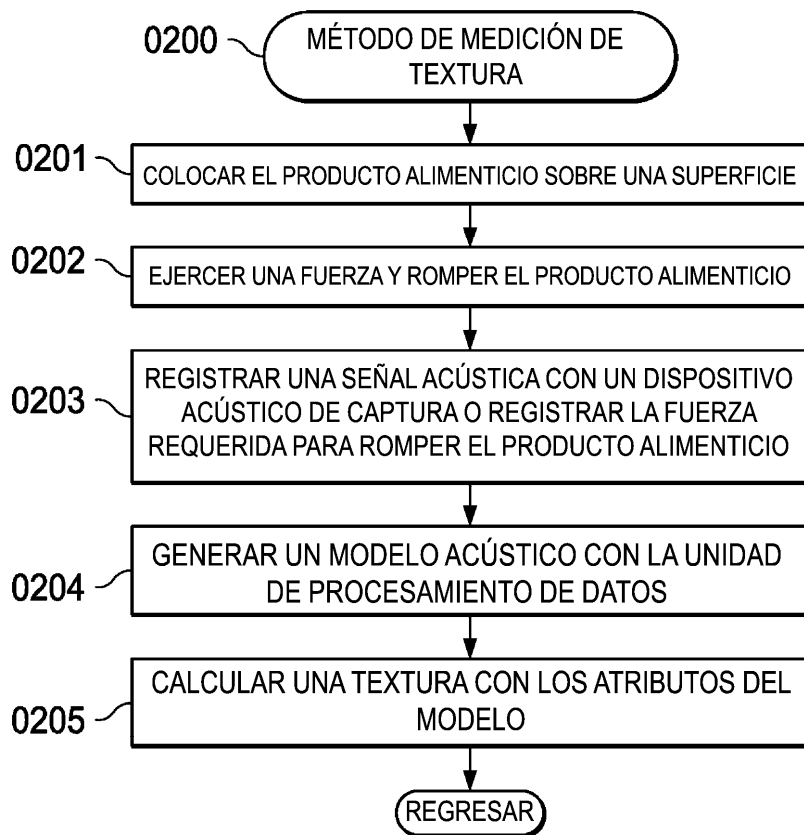 0200
MÉTODO DE MEDICIÓN DE
TEXTURA
0201
COLOCAR EL PRODUCTO ALIMENTICIO SOBRE UNA SUPERFICIE
0202
EJERCER UNA FUERZA Y ROMPER EL PRODUCTO ALIMENTICIO
0203
REGISTRAR UNA SEÑAL ACÚSTICA CON UN DISPOSITIVO
ACÚSTICO DE CAPTURA O REGISTRAR LA FUERZA
REQUERIDA PARA ROMPER EL PRODUCTO ALIMENTICIO
0204
GENERAR UN MODELO ACÚSTICO CON LA UNIDAD
DE PROCESAMIENTO DE DATOS
0205
CALCULAR UNA TEXTURA CON LOS ATRIBUTOS DEL
MODELO
REGRESAR